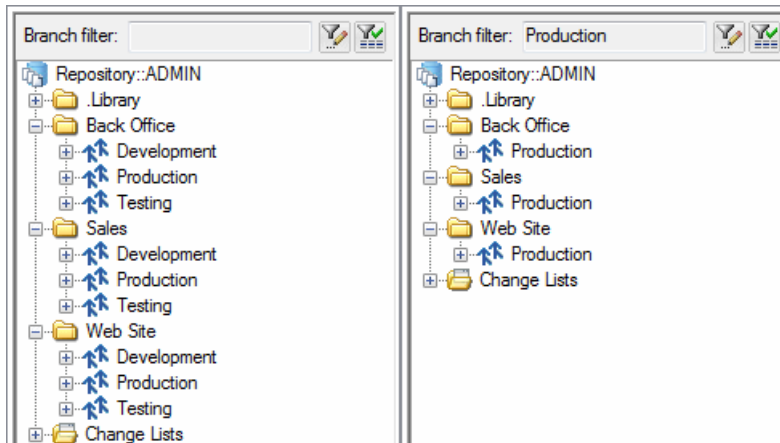 Branch filter:
Repository::ADMIN
.Library
Back Office
Development
Production
Testing
Sales
Development
Production
Testing
Web Site
Development
Production
Testing
Change Lists
Branch filter: Production
Repository::ADMIN
.Library
Back Office
Production
Sales
Production
Web Site
Production
Change Lists